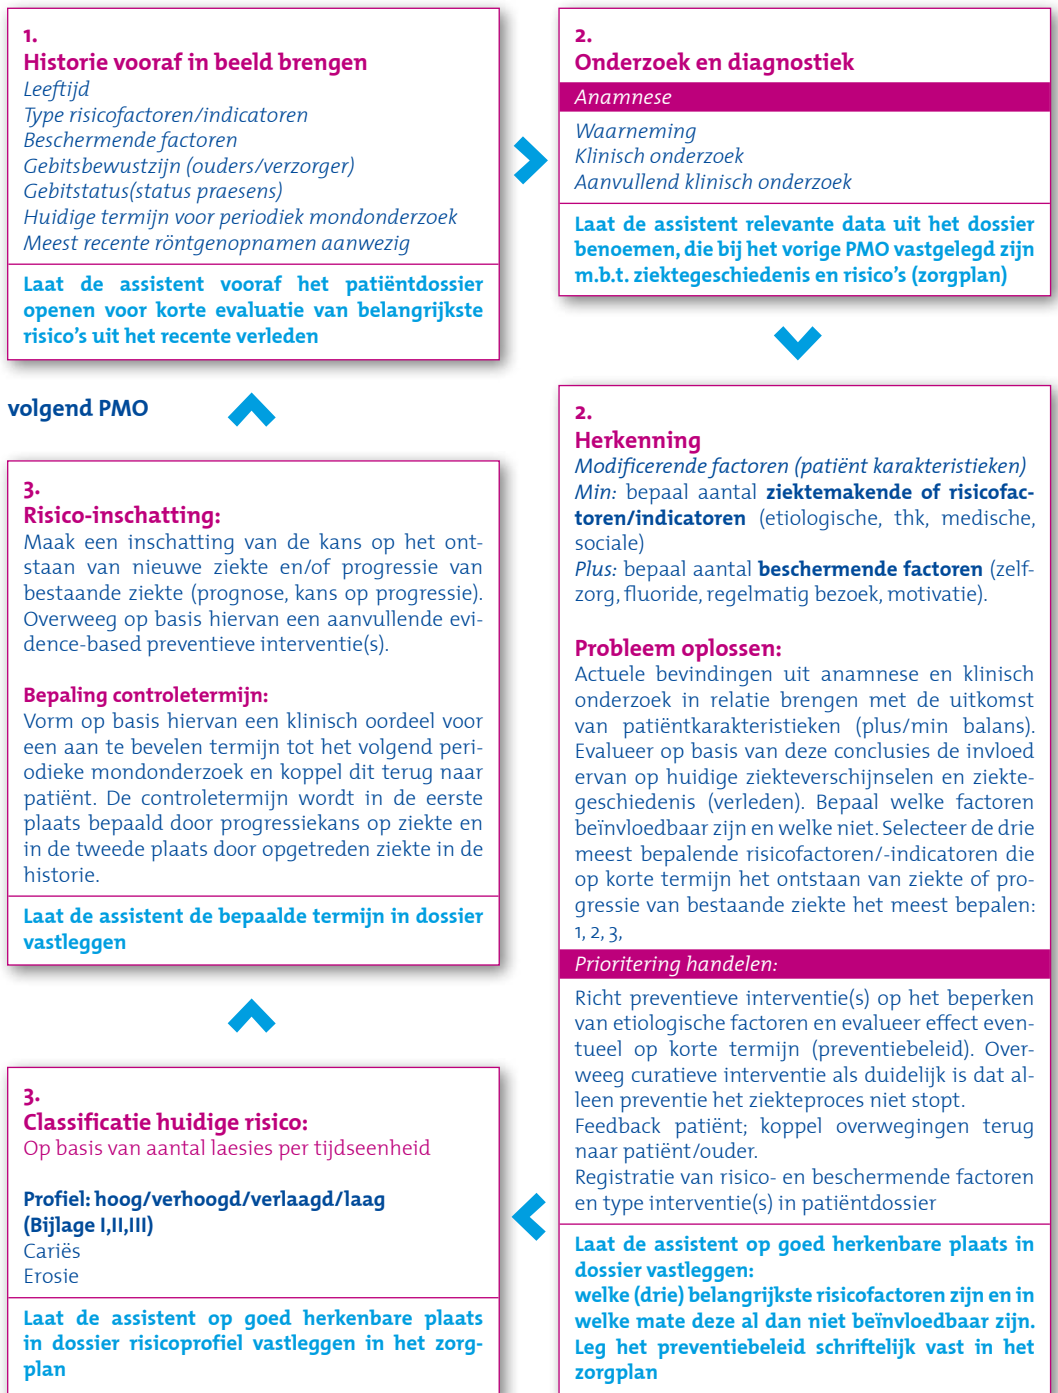 1.
Historie vooraf in beeld brengen
Leeftijd
Type risicofactoren/indicatoren
Beschermende factoren
Gebitsbewustzijn (ouders/verzorger)
Gebitstatus(status praesens)
Huidige termijn voor periodiek mondonderzoek
Meest recente röntgenopnamen aanwezig
Laat de assistent vooraf het patiëntdossier
openen voor korte evaluatie van belangrijkste
risico's uit het recente verleden
2.
Onderzoek en diagnostiek
Anamnese
Waarneming
Klinisch onderzoek
Aanvullend klinisch onderzoek
Laat de assistent relevante data uit het dossier
benoemen, die bij het vorige PMO vastgelegd zijn
m.b.t. ziektegeschiedenis en risico's (zorgplan)
2.
Herkenning
Modificerende factoren (patiënt karakteristieken)
Min: bepaal aantal ziektemakende of risicofac-
toren/indicatoren (etiologische, thk, medische,
sociale)
Plus: bepaal aantal beschermende factoren (zelf-
zorg, fluoride, regelmatig bezoek, motivatie).
Probleem oplossen:
Actuele bevindingen uit anamnese en klinisch
onderzoek in relatie brengen met de uitkomst
van patiëntkarakteristieken (plus/min balans).
Evalueer op basis van deze conclusies de invloed
ervan op huidige ziekteverschijnselen en ziekte-
geschiedenis (verleden). Bepaal welke factoren
beïnvloedbaar zijn en welke niet. Selecteer de drie
meest bepalende risicofactoren/-indicatoren die
op korte termijn het ontstaan van ziekte of pro-
gressie van bestaande ziekte het meest bepalen:
1, 2, 3,
Prioritering handelen:
Richt preventieve interventie(s) op het beperken
van etiologische factoren en evalueer effect even-
tueel op korte termijn (preventiebeleid). Over-
weeg curatieve interventie als duidelijk is dat al-
leen preventie het ziekteproces niet stopt.
Feedback patiënt; koppel overwegingen terug
naar patiënt/ouder.
Registratie van risico- en beschermende factoren
en type interventie(s) in patiëntdossier
Laat de assistent op goed herkenbare plaats in
dossier vastleggen:
welke (drie) belangrijkste risicofactoren zijn en in
welke mate deze al dan niet beïnvloedbaar zijn.
Leg het preventiebeleid schriftelijk vast in het
zorgplan
3.
Classificatie huidige risico:
Op basis van aantal laesies per tijdseenheid
Profiel: hoog/verhoogd/verlaagd/laag
(Bijlage I,II,III)
Cariës
Erosie
Laat de assistent op goed herkenbare plaats
in dossier risicoprofiel vastleggen in het zorg-
plan
3.
Risico-inschatting:
Maak een inschatting van de kans op het ont-
staan van nieuwe ziekte en/of progressie van
bestaande ziekte (prognose, kans op progressie).
Overweeg op basis hiervan een aanvullende evi-
dence-based preventieve interventie(s).
Bepaling controletermijn:
Vorm op basis hiervan een klinisch oordeel voor
een aan te bevelen termijn tot het volgend peri-
odieke mondonderzoek en koppel dit terug naar
patiënt. De controletermijn wordt in de eerste
plaats bepaald door progressiekans op ziekte en
in de tweede plaats door opgetreden ziekte in de
historie.
Laat de assistent de bepaalde termijn in dossier
vastleggen
volgend PMO